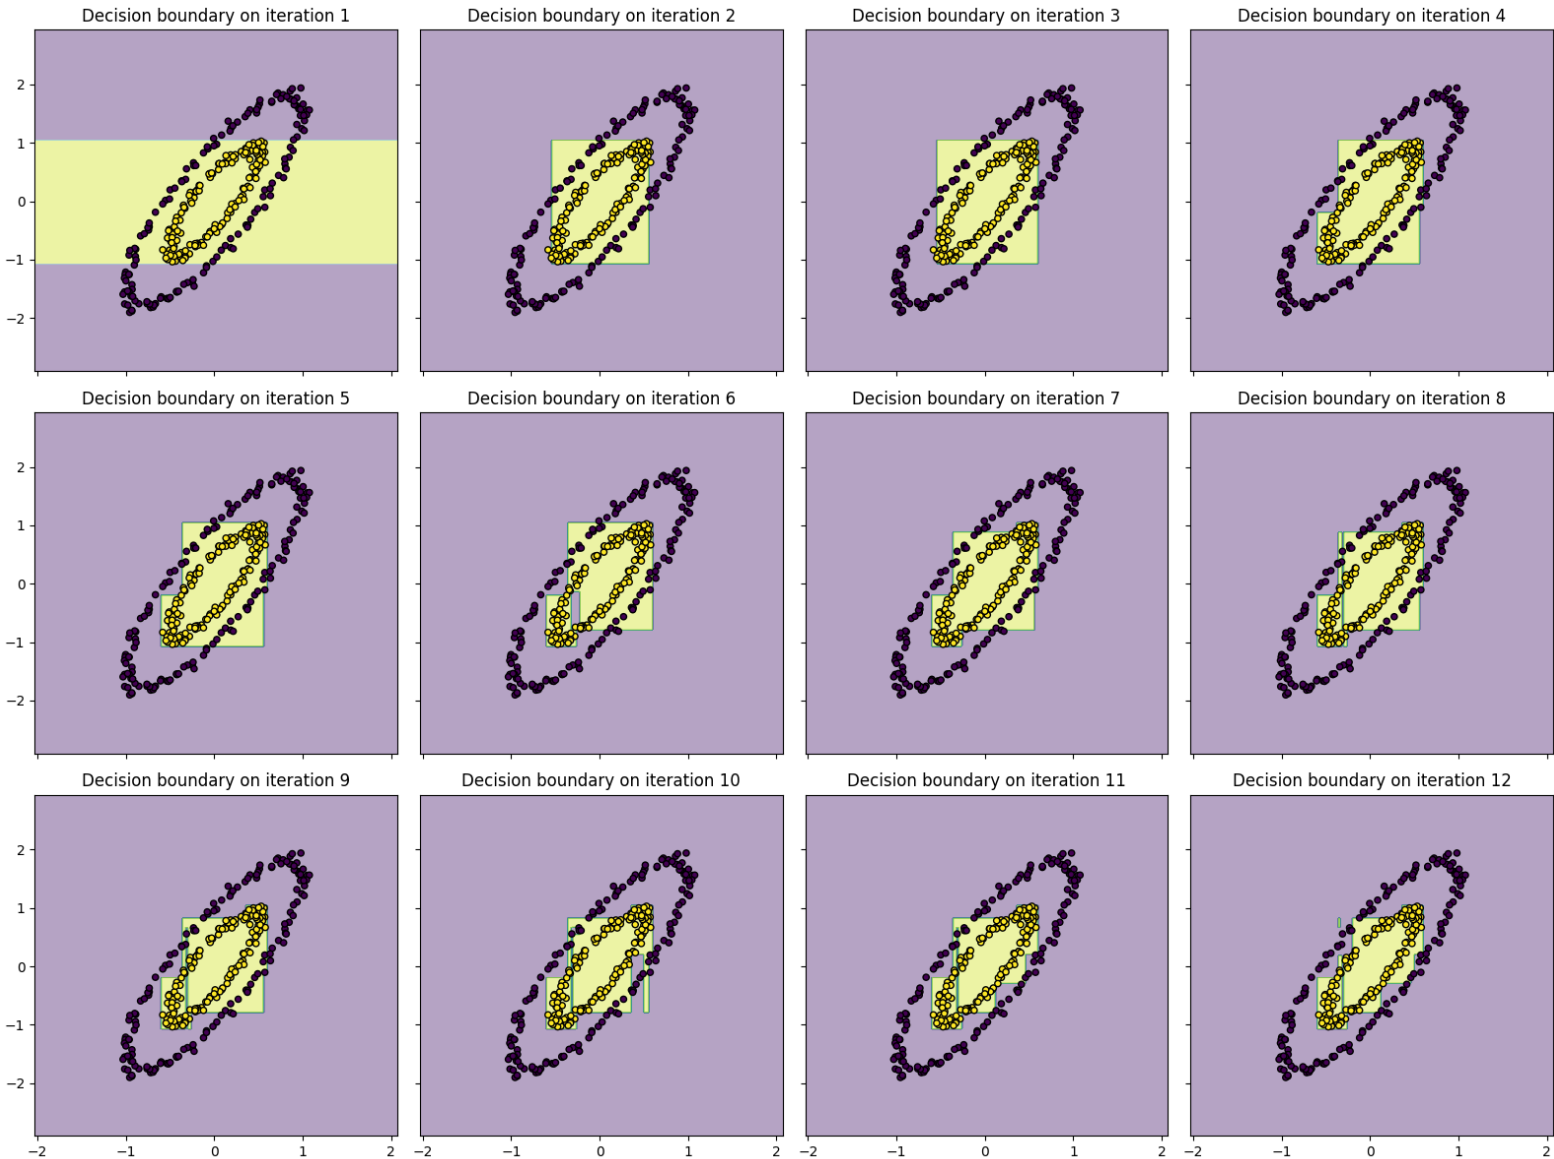 Decision boundary on iteration 1
Decision boundary on iteration 2
Decision boundary on iteration 3
Decision boundary on iteration 4
2
1
0
−1
−2
Decision boundary on iteration 5
Decision boundary on iteration 6
Decision boundary on iteration 7
Decision boundary on iteration 8
2
1
0
−1
−2
Decision boundary on iteration 9
Decision boundary on iteration 10
Decision boundary on iteration 11
Decision boundary on iteration 12
2
1
0
−1
−2
−2 −1 0 1 2
−2 −1 0 1 2
−2 −1 0 1 2
−2 −1 0 1 2